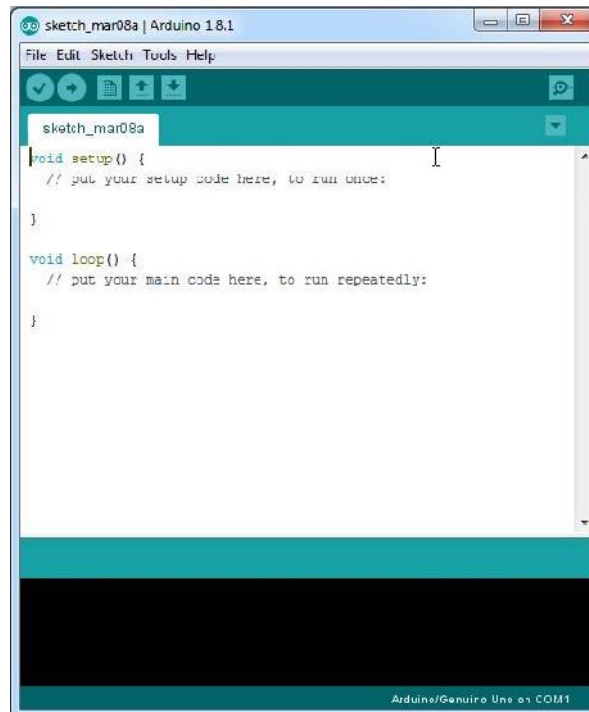 sketch_mar08a | Arduino 1.8.1
File Edit Sketch Tools Help
sketch_mar08a
void setup() {
// put your setup code here, to run once:
}
void loop() {
// put your main code here, to run repeatedly:
}
Arduino/Genuino Uno on COM1